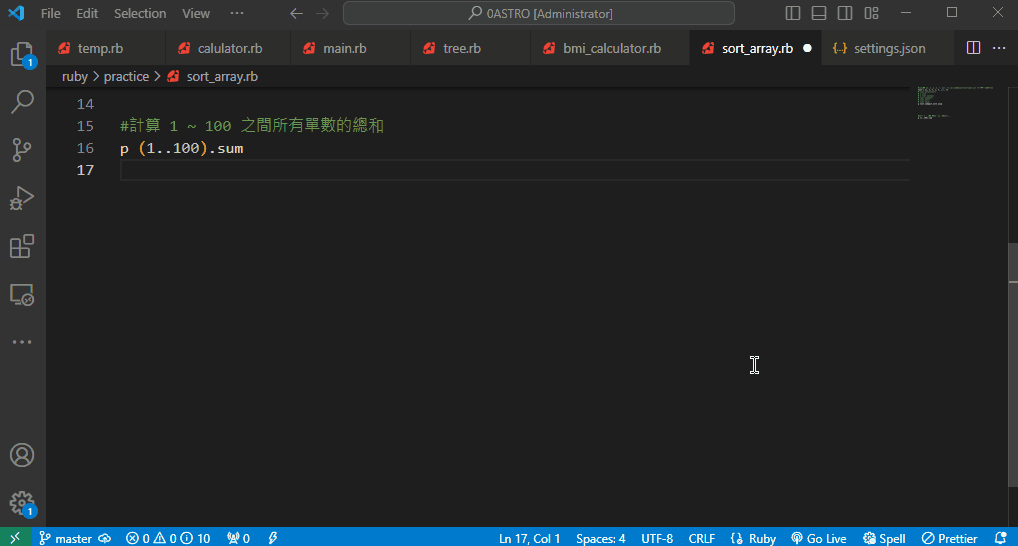 File Edit Selection View ··· 0ASTRO [Administrator]
temp.rb calulator.rb main.rb tree.rb bmi_calculator.rb sort_array.rb settings.json
ruby > practice > sort_array.rb
14
15 #計算 1 ~ 100 之間所有單數的總和
16 p (1..100).sum
17
1
1
master 0 0 10 0 Ln 17, Col 1 Spaces: 4 UTF-8 CRLF Ruby Go Live Spell Prettier